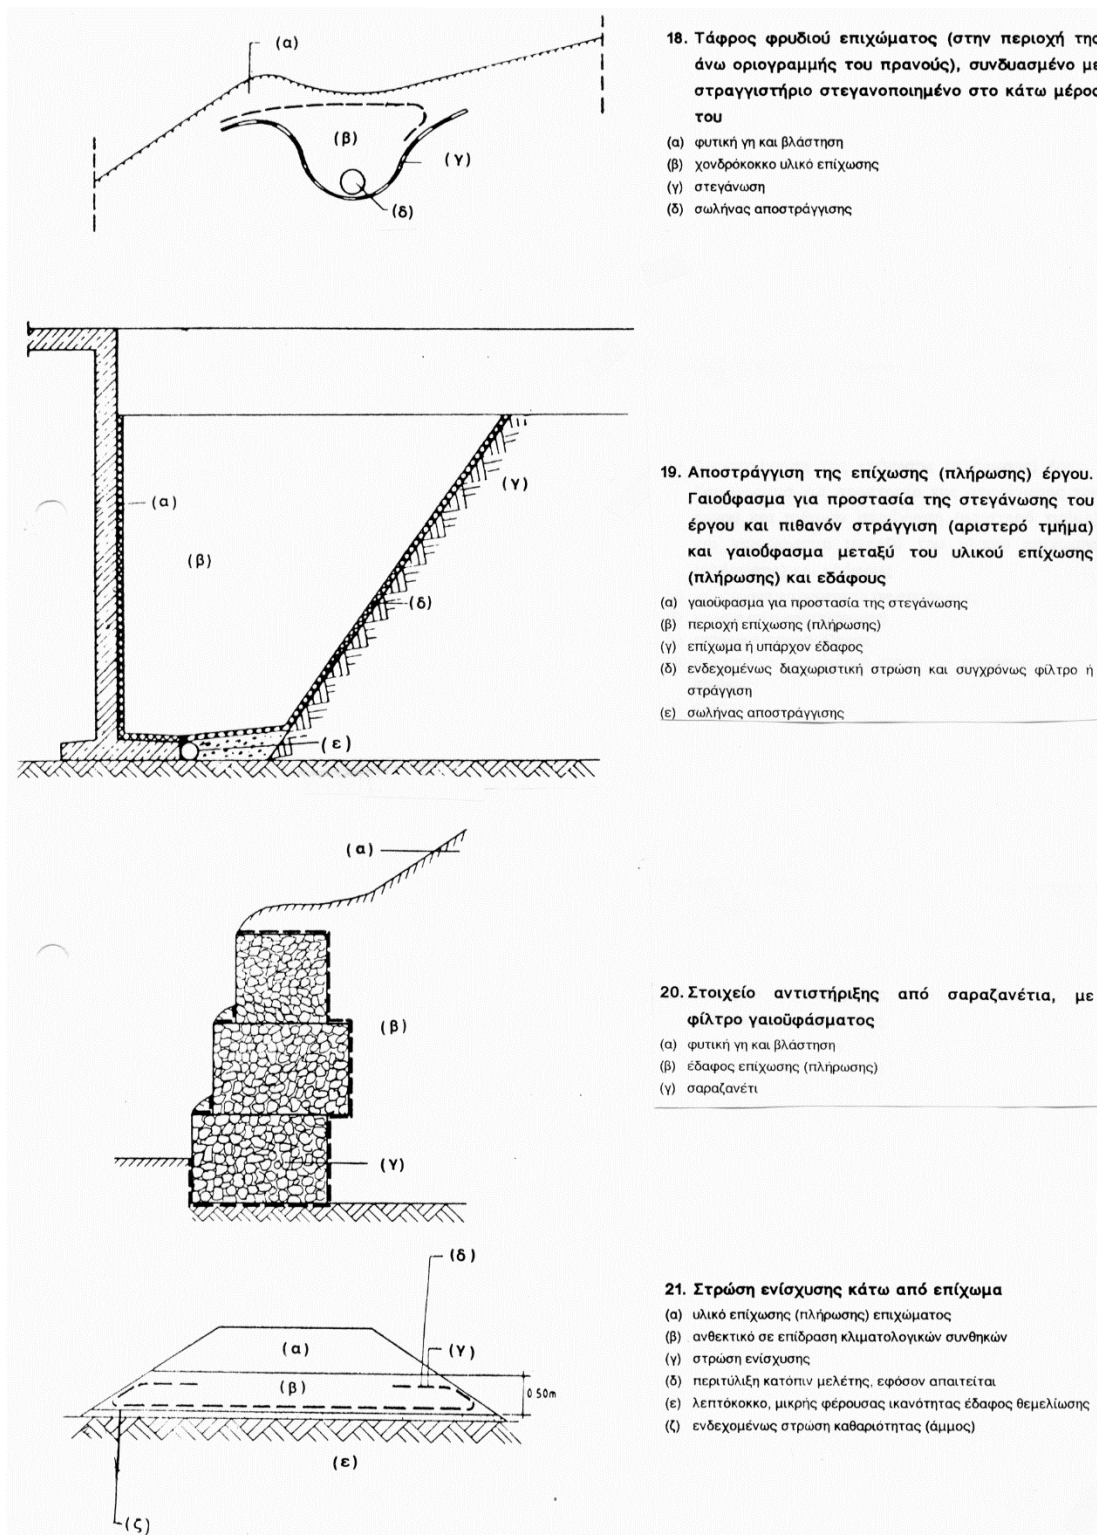 (α)
(β)
(γ)
(δ)
18. Τάφρος φρυδιού επιχώματος (στην περιοχή της
άνω οριογραμμής του πρανούς), συνδυασμένο με
στραγγιστήριο στεγανοποιημένο στο κάτω μέρος
του
(α) φυτική γη και βλάστηση
(β) χονδρόκοκκο υλικό επίχωσης
(γ) στεγάνωση
(δ) σωλήνας αποστράγγισης
(α)
(β)
(γ)
(δ)
(ε)
19. Αποστράγγιση της επίχωσης (πλήρωσης) έργου.
Γαιοΰφασμα για προστασία της στεγάνωσης του
έργου και πιθανόν στράγγιση (αριστερό τμήμα)
και γαιοΰφασμα μεταξύ του υλικού επίχωσης
(πλήρωσης) και εδάφους
(α) γαιοϋφασμα για προστασία της στεγάνωσης
(β) περιοχή επίχωσης (πλήρωσης)
(γ) επίχωμα ή υπάρχον έδαφος
(δ) ενδεχομένως διαχωριστική στρώση και συγχρόνως φίλτρο ή
στράγγιση
(ε) σωλήνας αποστράγγισης
(α)
(β)
(γ)
20. Στοιχείο αντιστήριξης από σαραζανέτια, με
φίλτρο γαιοϋφάσματος
(α) φυτική γη και βλάστηση
(β) έδαφος επίχωσης (πλήρωσης)
(γ) σαραζανέτι
(δ)
(α)
(γ)
(β)
0 50m
(ε)
(ζ)
21. Στρώση ενίσχυσης κάτω από επίχωμα
(α) υλικό επίχωσης (πλήρωσης) επιχώματος
(β) ανθεκτικό σε επίδραση κλιματολογικών συνθηκών
(γ) στρώση ενίσχυσης
(δ) περιτύλιξη κατόπιν μελέτης, εφόσον απαιτείται
(ε) λεπτόκοκκο, μικρής φέρουσας ικανότητας έδαφος θεμελίωσης
(ζ) ενδεχομένως στρώση καθαριότητας (άμμος)